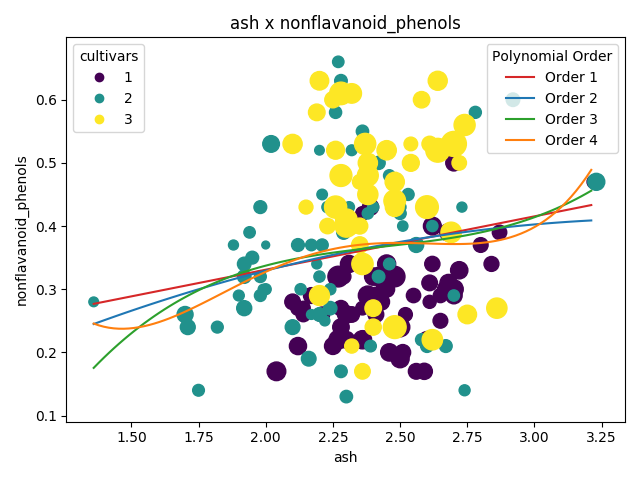 ash x nonflavanoid_phenols
cultivars
1
2
3
Polynomial Order
Order 1
Order 2
Order 3
Order 4
nonflavanoid_phenols
0.6
0.5
0.4
0.3
0.2
0.1
1.50 1.75 2.00 2.25 2.50 2.75 3.00 3.25
ash